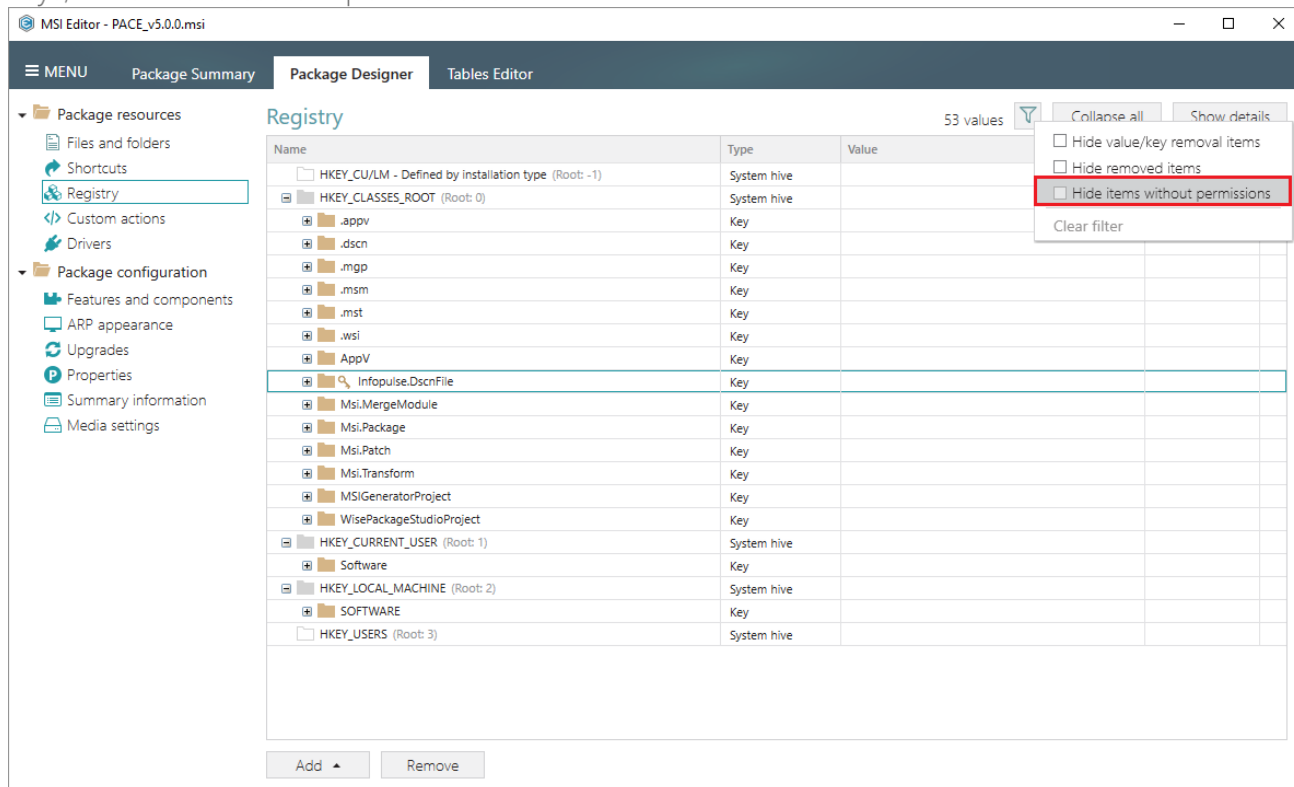 MSI Editor - PACE_v5.0.0.msi
MENU Package Summary Package Designer Tables Editor
Package resources
Files and folders
Shortcuts
Registry
Custom actions
Drivers
Package configuration
Features and components
ARP appearance
Upgrades
Properties
Summary information
Media settings
Registry
53 values Collapse all Show details
Hide value/key removal items
Hide removed items
Hide items without permissions
Clear filter
Name Type Value
HKEY_CU/LM - Defined by installation type (Root: -1) System hive
HKEY_CLASSES_ROOT (Root: 0) System hive
.appv Key
.dscn Key
.mgp Key
.msm Key
.mst Key
.wsi Key
AppV Key
Infopulse.DscnFile Key
Msi.MergeModule Key
Msi.Package Key
Msi.Patch Key
Msi.Transform Key
MSIGeneratorProject Key
WisePackageStudioProject Key
HKEY_CURRENT_USER (Root: 1) System hive
Software Key
HKEY_LOCAL_MACHINE (Root: 2) System hive
SOFTWARE Key
HKEY_USERS (Root: 3) System hive
Add Remove